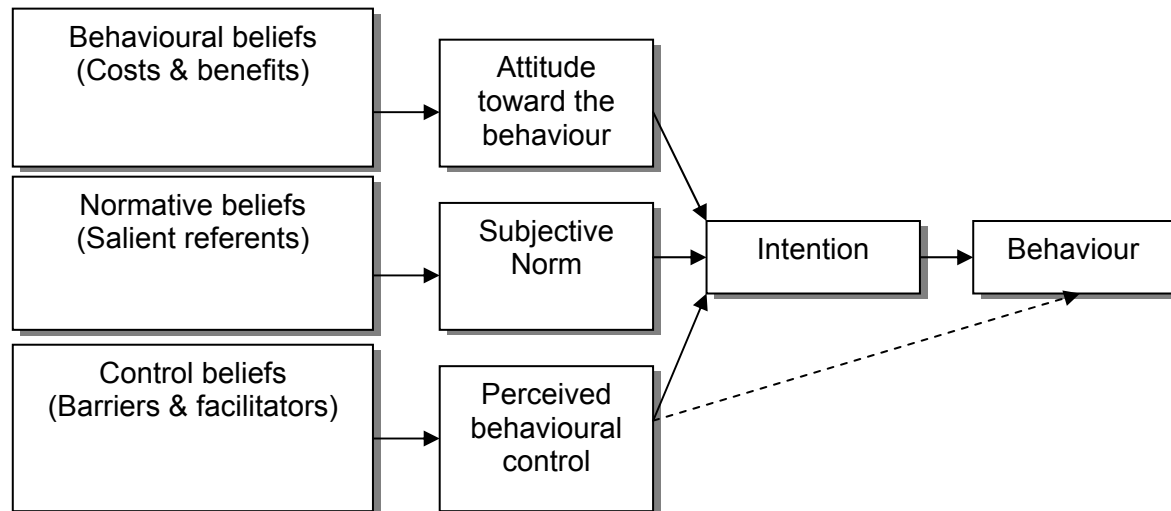 Behavioural beliefs
(Costs & benefits)
Attitude
toward the
behaviour
Normative beliefs
(Salient referents)
Subjective
Norm
Intention
Behaviour
Control beliefs
(Barriers & facilitators)
Perceived
behavioural
control